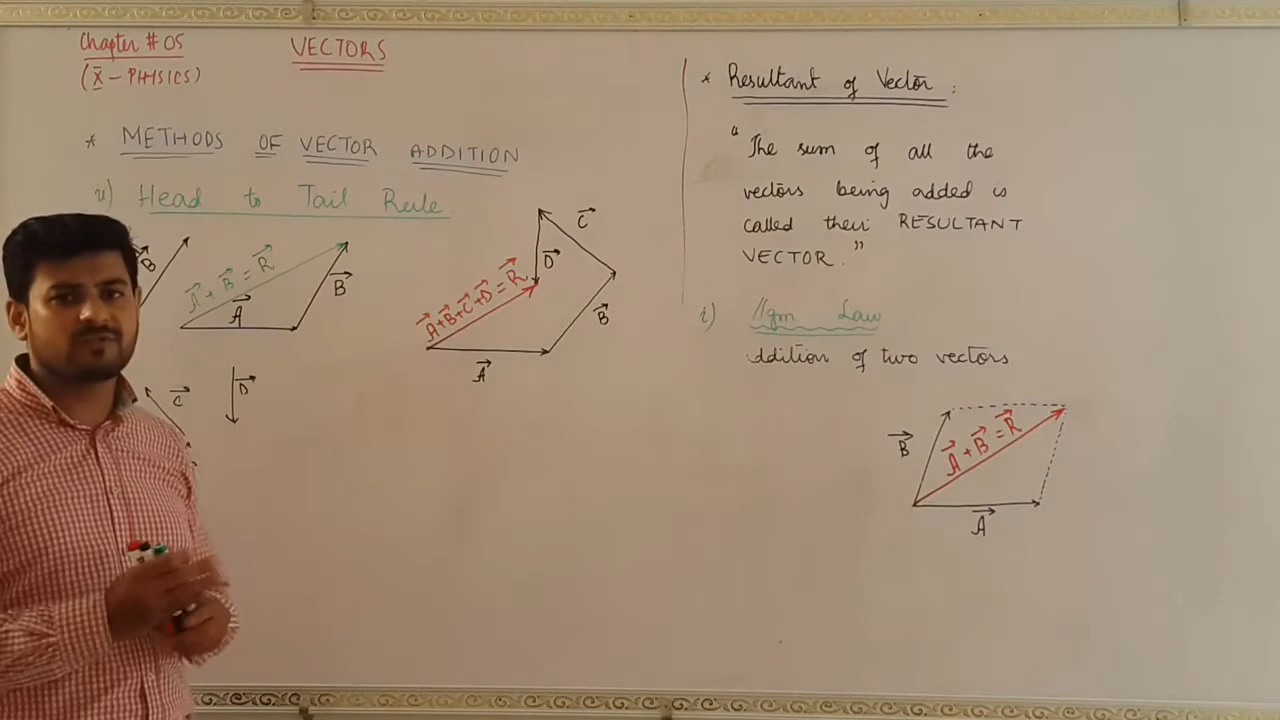 Chapter # 05
VECTORS
(X - PHYSICS)
* METHODS OF VECTOR ADDITION
ii) Head to Tail Rule
B
A + B = R
A
B
C
D
A+B+C+D = R
A
B
C
D
* Resultant of Vector :
"The sum of all the
vectors being added is
called their RESULTANT
VECTOR."
i) //gm Law
ddition of two vectors
B
A + B = R
A